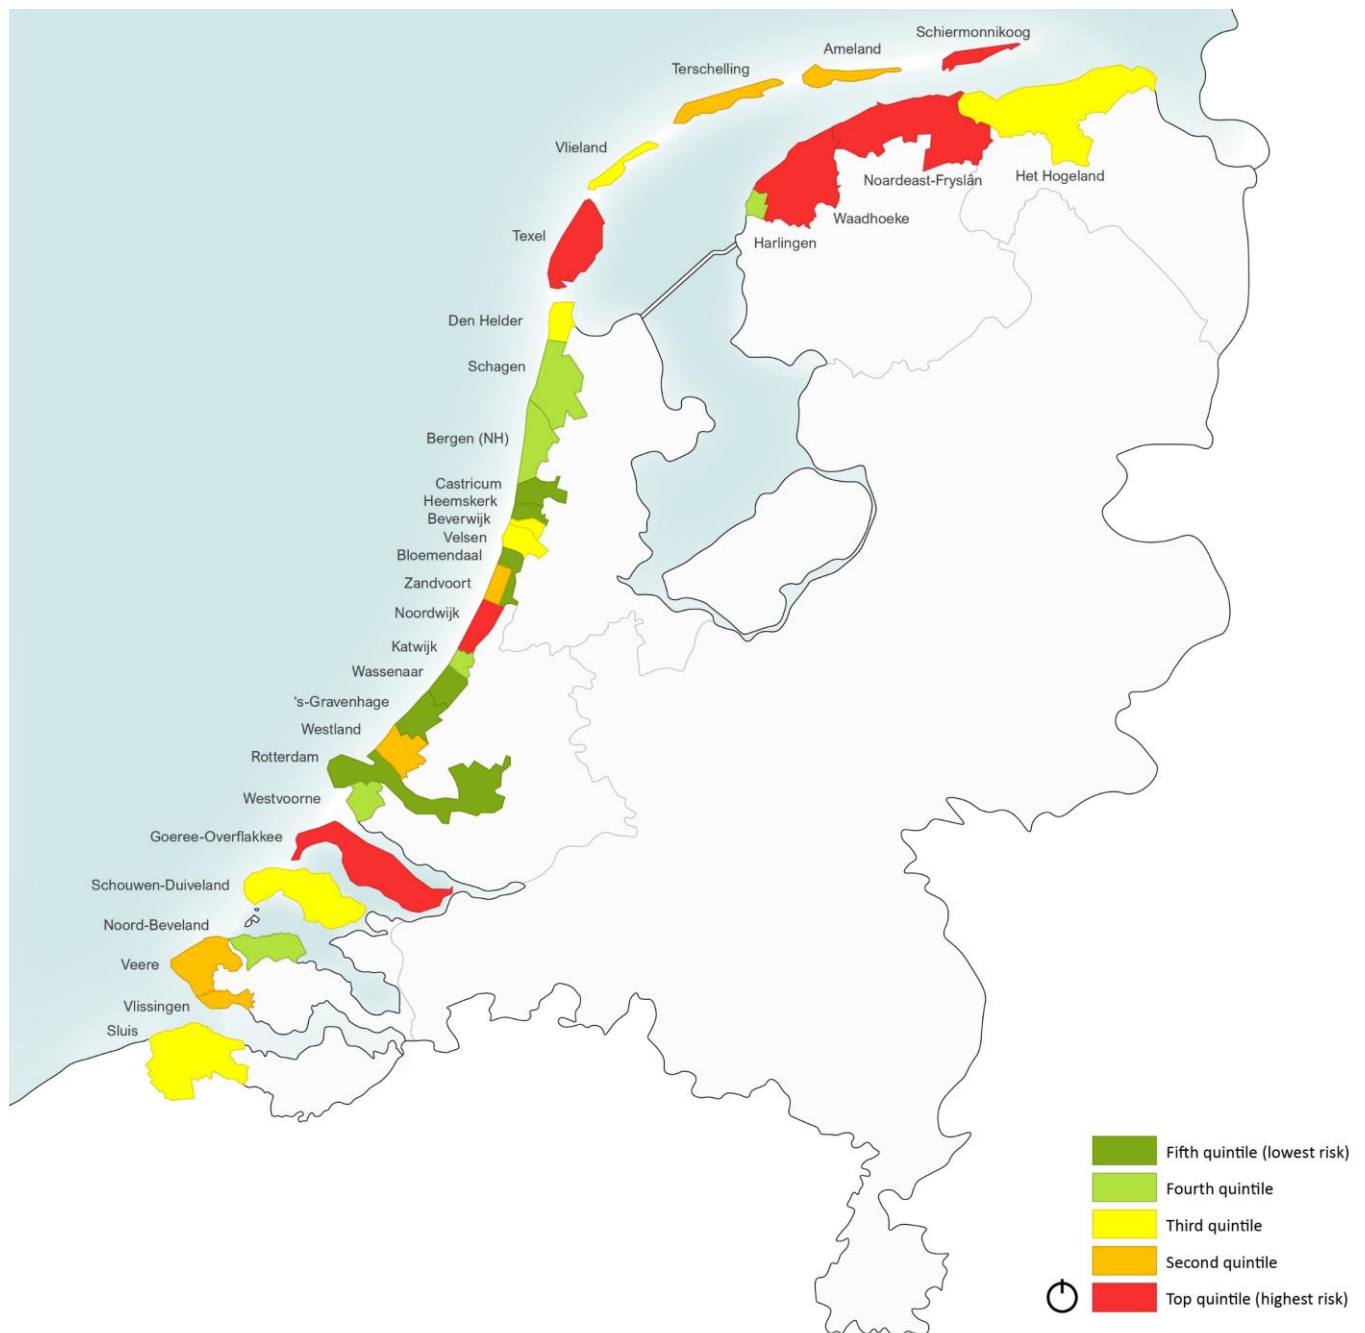 Schiermonnikoog
Ameland
Terschelling
Vlieland
Noardeast-Fryslân
Het Hogeland
Waadhoeke
Harlingen
Texel
Den Helder
Schagen
Bergen (NH)
Castricum
Heemskerk
Beverwijk
Velsen
Bloemendaal
Zandvoort
Noordwijk
Katwijk
Wassenaar
's-Gravenhage
Westland
Rotterdam
Westvoorne
Goeree-Overflakkee
Schouwen-Duiveland
Noord-Beveland
Veere
Vlissingen
Sluis
Fifth quintile (lowest risk)
Fourth quintile
Third quintile
Second quintile
Top quintile (highest risk)